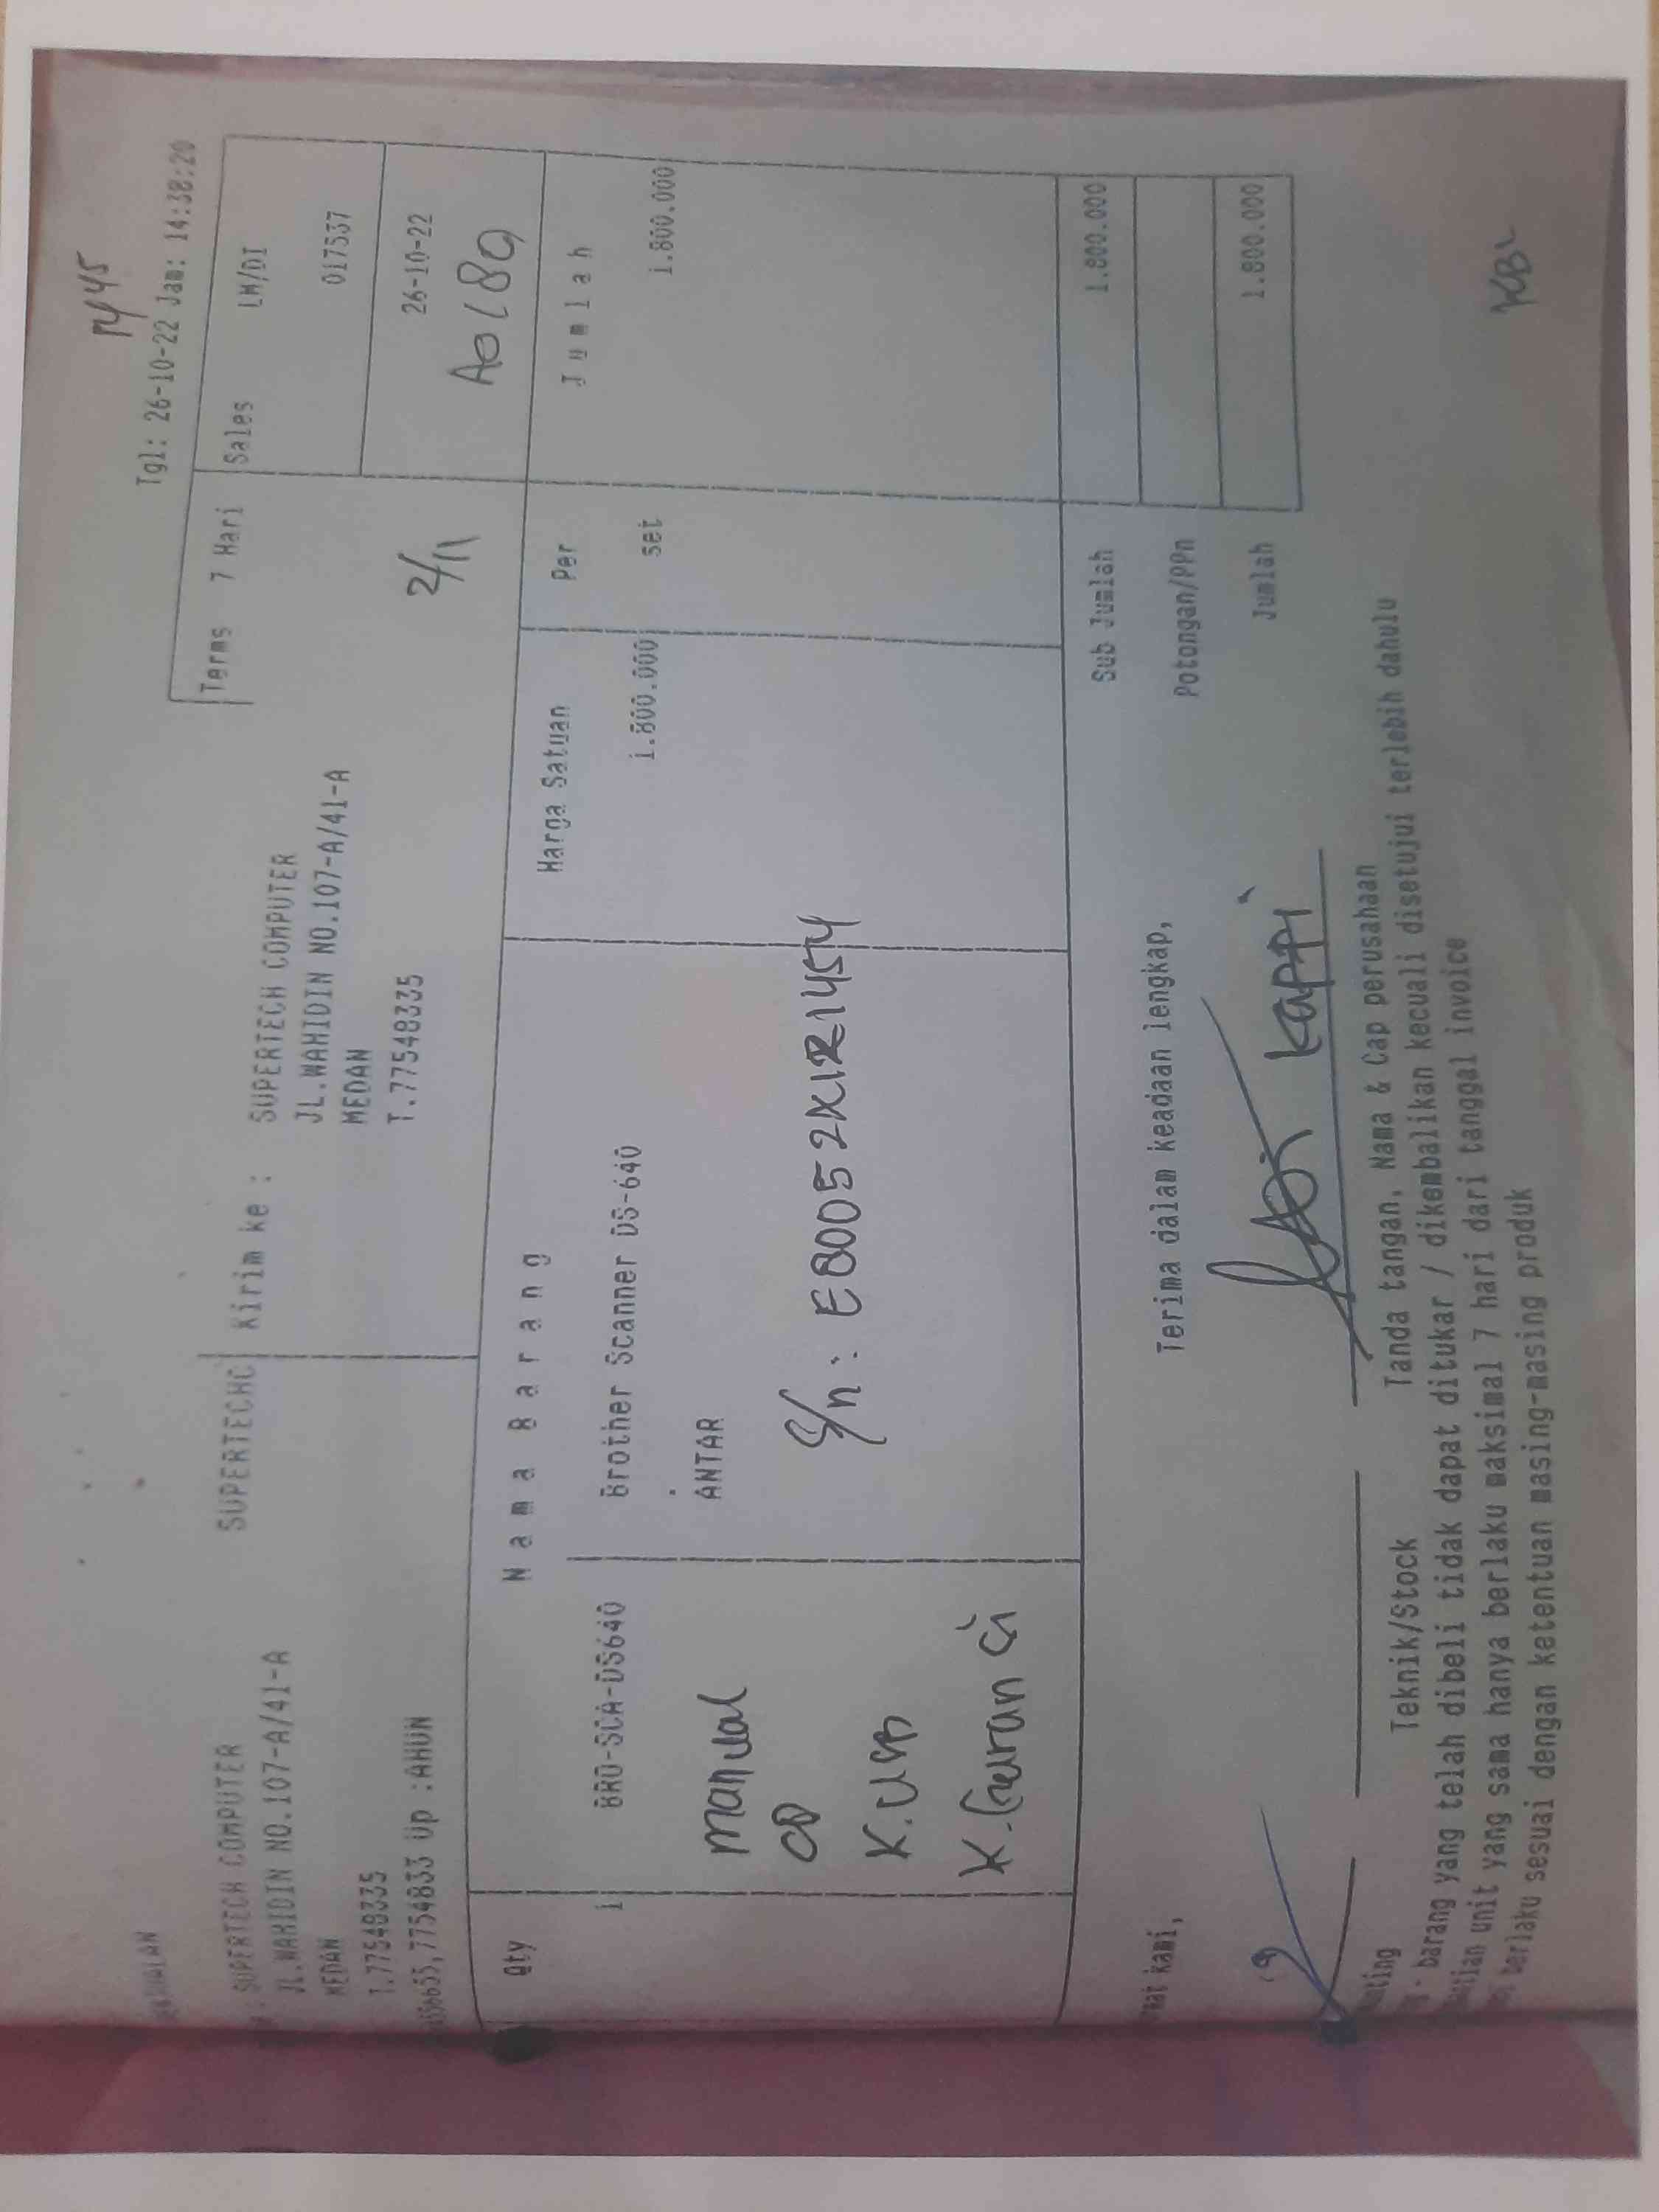 Tgl: 26-10-22 Jam: 14:38:20
SUPERTECH COMPUTER
JL.WAHIDIN NO.107-A/41-A
MEDAN
T.77548335
7754833 Up :AHUN
SUPERTECHC
Kirim ke :
SUPERTECH COMPUTER
JL.WAHIDIN NO.107-A/41-A
MEDAN
T.77548335
Terms 7 Hari
2/11
Sales LM/DI
017537
26-10-22
Qty N a m a B a r a n g Harga Satuan Per J u m l a h
1 BRO-SCA-DS640 Brother Scanner DS-640 1.800.000 set 1.800.000
.
ANTAR
manual
CD
K. USB
S/n :
Sub Jumlah 1.800.000
Potongan/PPn
Jumlah 1.800.000
kami,
Terima dalam keadaan lengkap,
Teknik/Stock Tanda tangan, Nama & Cap perusahaan
- barang yang telah dibeli tidak dapat ditukar / dikembalikan kecuali disetujui terlebih dahulu
unit yang sama hanya berlaku maksimal 7 hari dari tanggal invoice
berlaku sesuai dengan ketentuan masing-masing produk